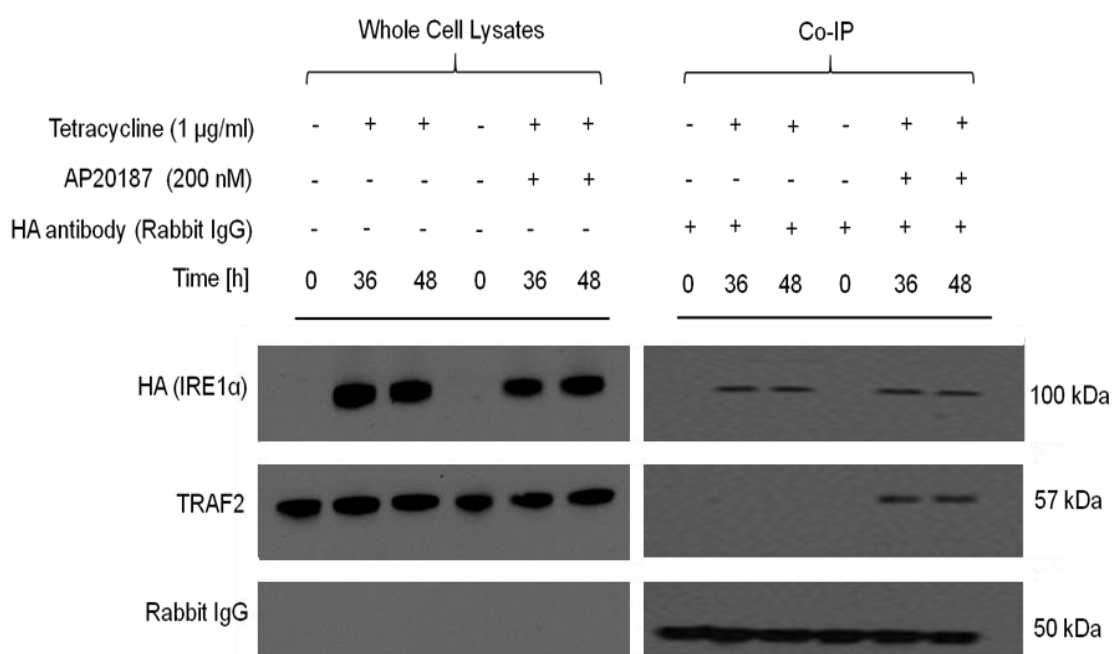 Whole Cell Lysates Co-IP
Tetracycline (1 µg/ml) - + + - + + - + + - + +
AP20187 (200 nM) - - - - + + - - - - + +
HA antibody (Rabbit IgG) - - - - - - + + + + + +
Time [h] 0 36 48 0 36 48 0 36 48 0 36 48
HA (IRE1α) 100 kDa
TRAF2 57 kDa
Rabbit IgG 50 kDa